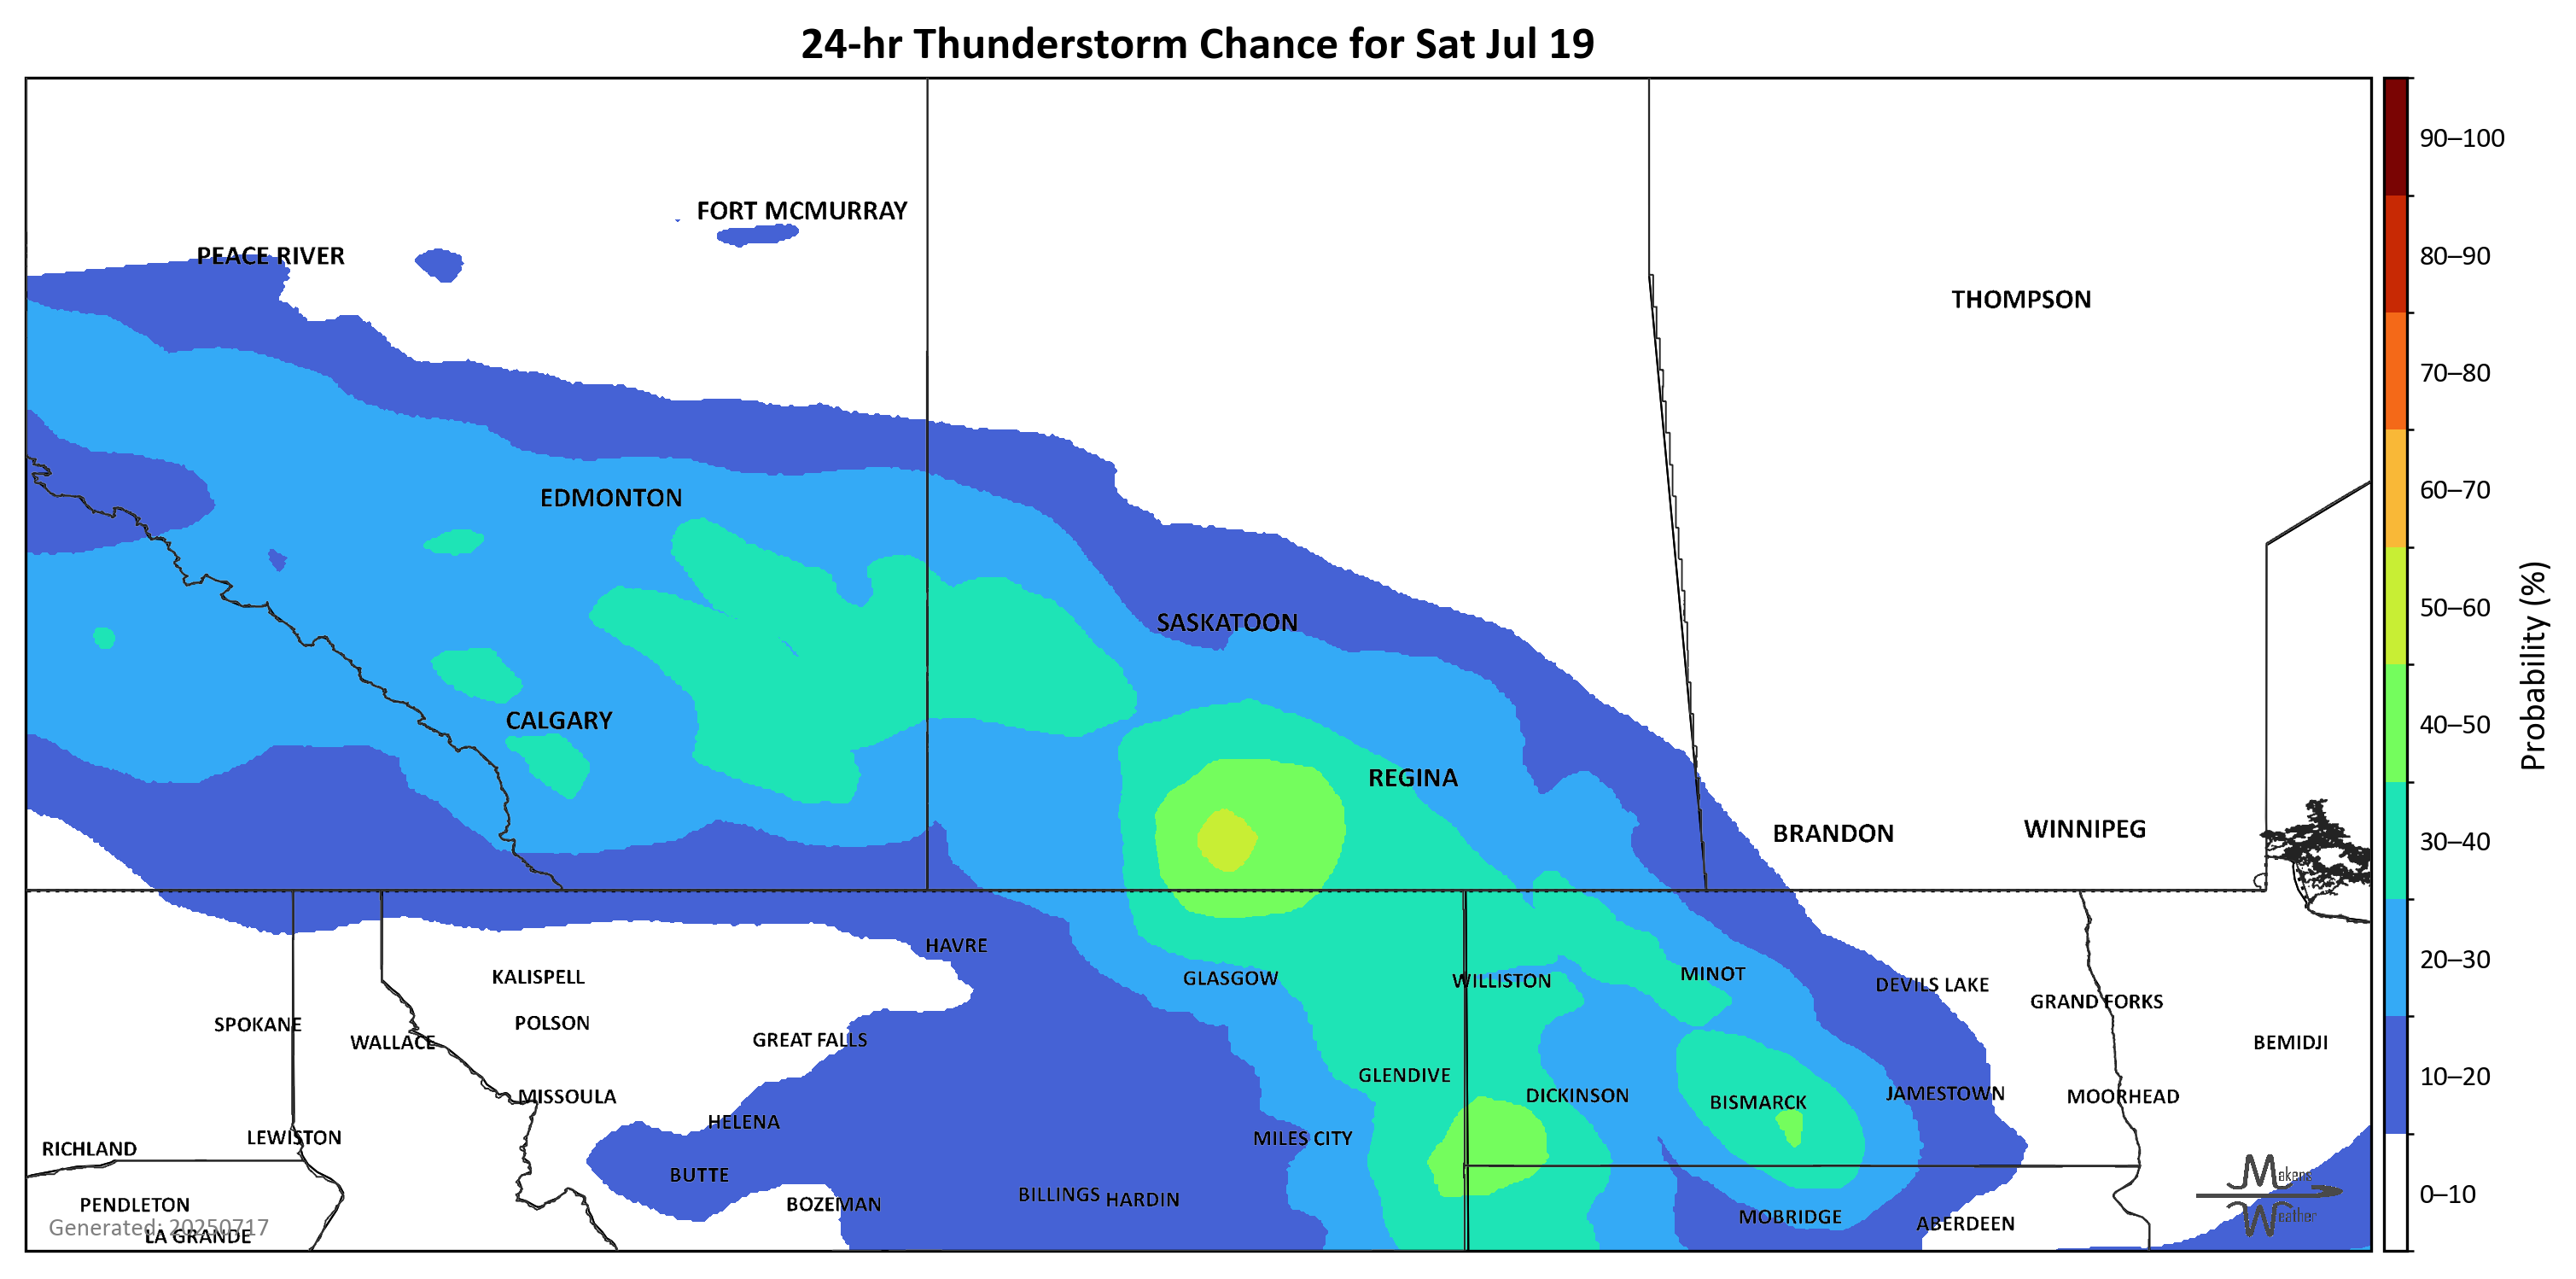 24-hr Thunderstorm Chance for Sat Jul 19
90–100
FORT MCMURRAY
PEACE RIVER
80–90
THOMPSON
70–80
60–70
EDMONTON
50–60
SASKATOON
Probability (%)
CALGARY
40–50
REGINA
BRANDON
WINNIPEG
30–40
HAVRE
20–30
KALISPELL
GLASGOW
WILLISTON
MINOT
DEVILS LAKE
GRAND FORKS
SPOKANE
POLSON
WALLACE
GREAT FALLS
BEMIDJI
GLENDIVE
10–20
MISSOULA
DICKINSON
BISMARCK
JAMESTOWN
MOORHEAD
HELENA
LEWISTON
MILES CITY
RICHLAND
BUTTE
Makens
BILLINGS
HARDIN
0–10
PENDLETON
BOZEMAN
Weather
MOBRIDGE
ABERDEEN
Generated: 20250717
LA GRANDE